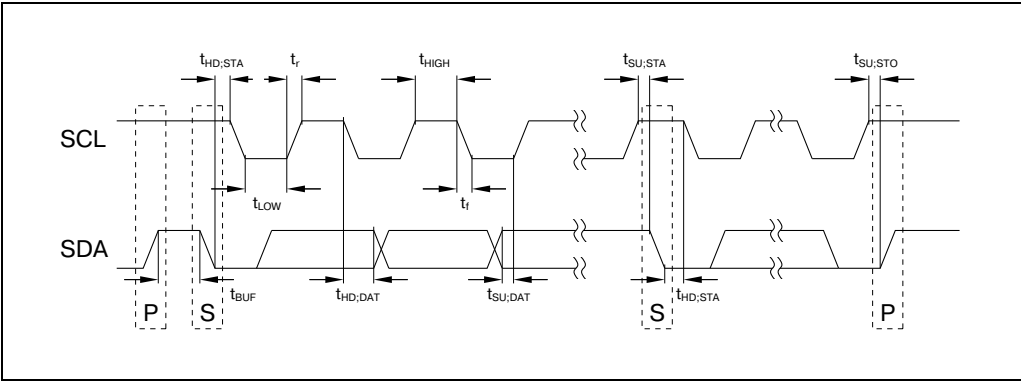 tHD;STA tr tHIGH tSU;STA tSU;STO
SCL
tLOW tf
SDA
tBUF tHD;DAT tSU;DAT tHD;STA
P S S P